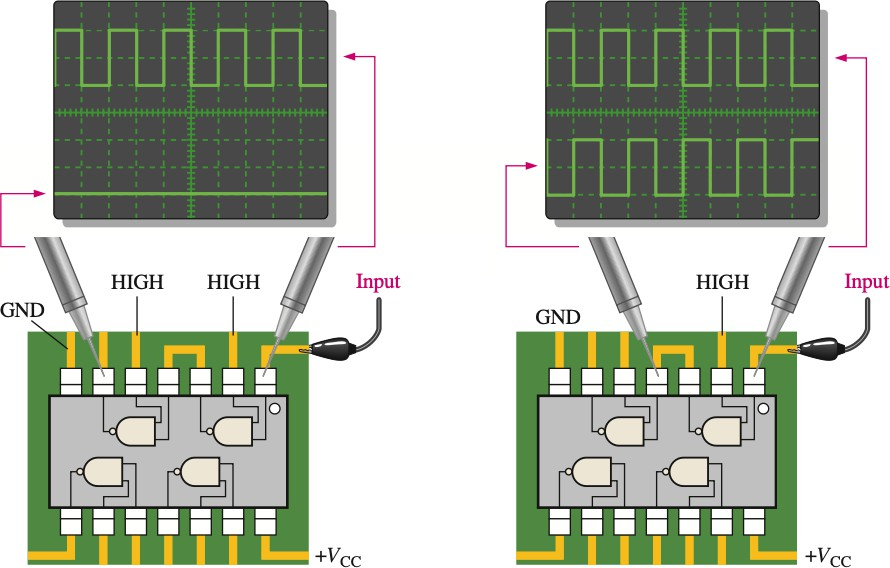 HIGH
HIGH
Input
GND
+VCC
HIGH
Input
GND
+VCC